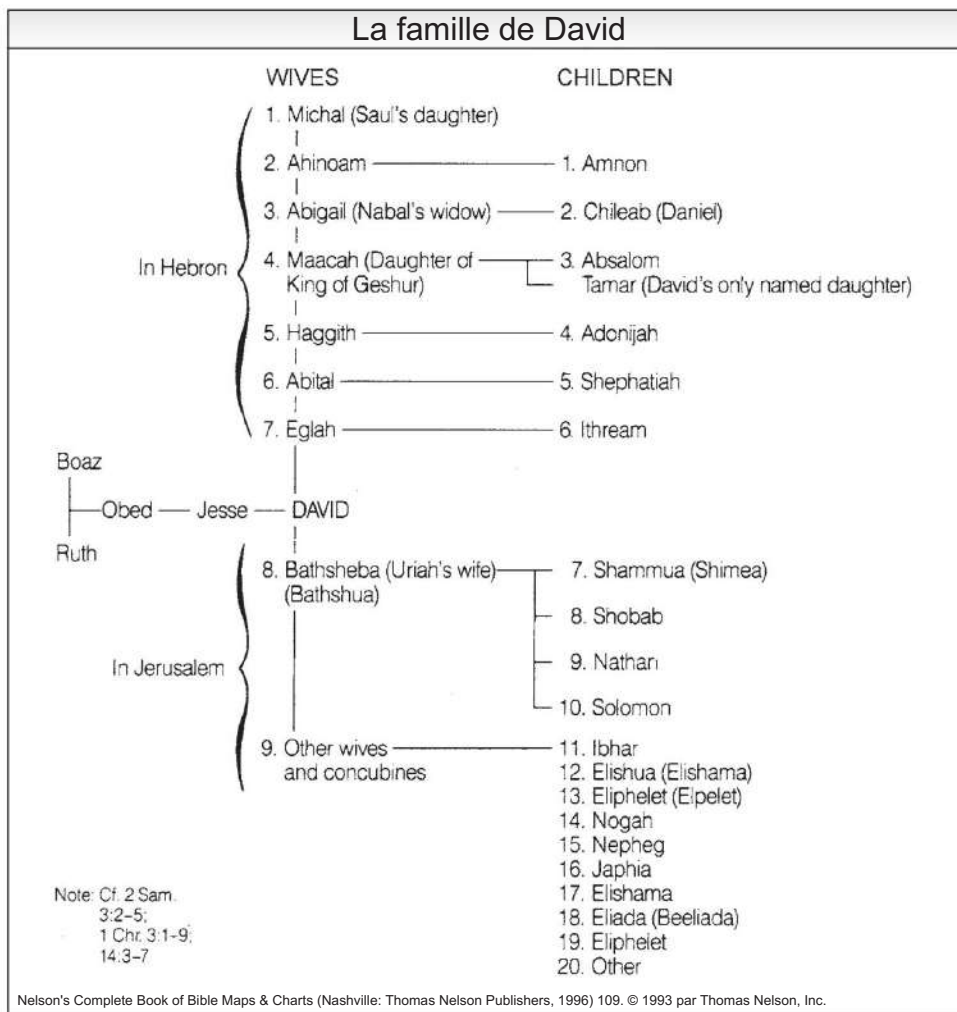 La famille de David
WIVES CHILDREN
1. Michal (Saul's daughter)
2. Ahinoam 1. Amnon
3. Abigail (Nabal's widow) 2. Chileab (Daniel)
In Hebron
4. Maacah (Daughter of 3. Absalom
King of Geshur) Tamar (David's only named daughter)
5. Haggith 4. Adonijah
6. Abital 5. Shephatiah
7. Eglah 6. Ithream
Boaz
Obed Jesse DAVID
Ruth
8. Bathsheba (Uriah's wife) 7. Shammua (Shimea)
(Bathshua)
8. Shobab
In Jerusalem
9. Nathan
10. Solomon
9. Other wives 11. Ibhar
and concubines 12. Elishua (Elishama)
13. Eliphelet (Elpelet)
14. Nogah
15. Nepheg
16. Japhia
17. Elishama
18. Eliada (Beeliada)
19. Eliphelet
20. Other
Note: Cf. 2 Sam.
3:2–5;
1 Chr. 3:1–9;
14:3–7
Nelson's Complete Book of Bible Maps & Charts (Nashville: Thomas Nelson Publishers, 1996) 109. © 1993 par Thomas Nelson, Inc.